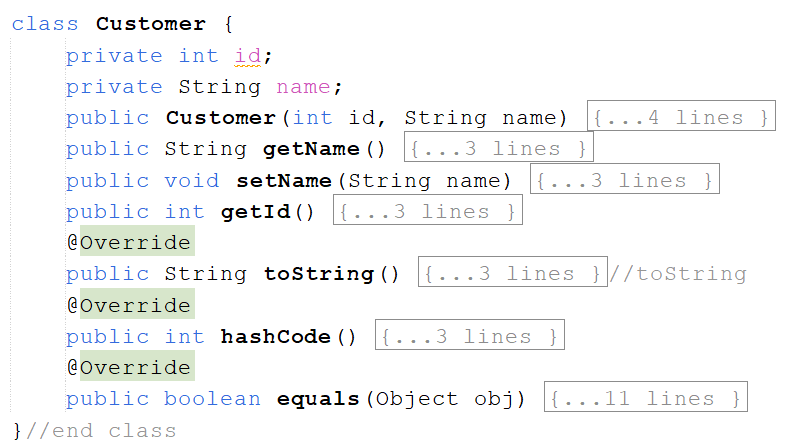 class Customer {
    private int id;
    private String name;
    public Customer(int id, String name) {...4 lines }
    public String getName() {...3 lines }
    public void setName(String name) {...3 lines }
    public int getId() {...3 lines }
    @Override
    public String toString() {...3 lines }//toString
    @Override
    public int hashCode() {...3 lines }
    @Override
    public boolean equals(Object obj) {...11 lines }
}//end class